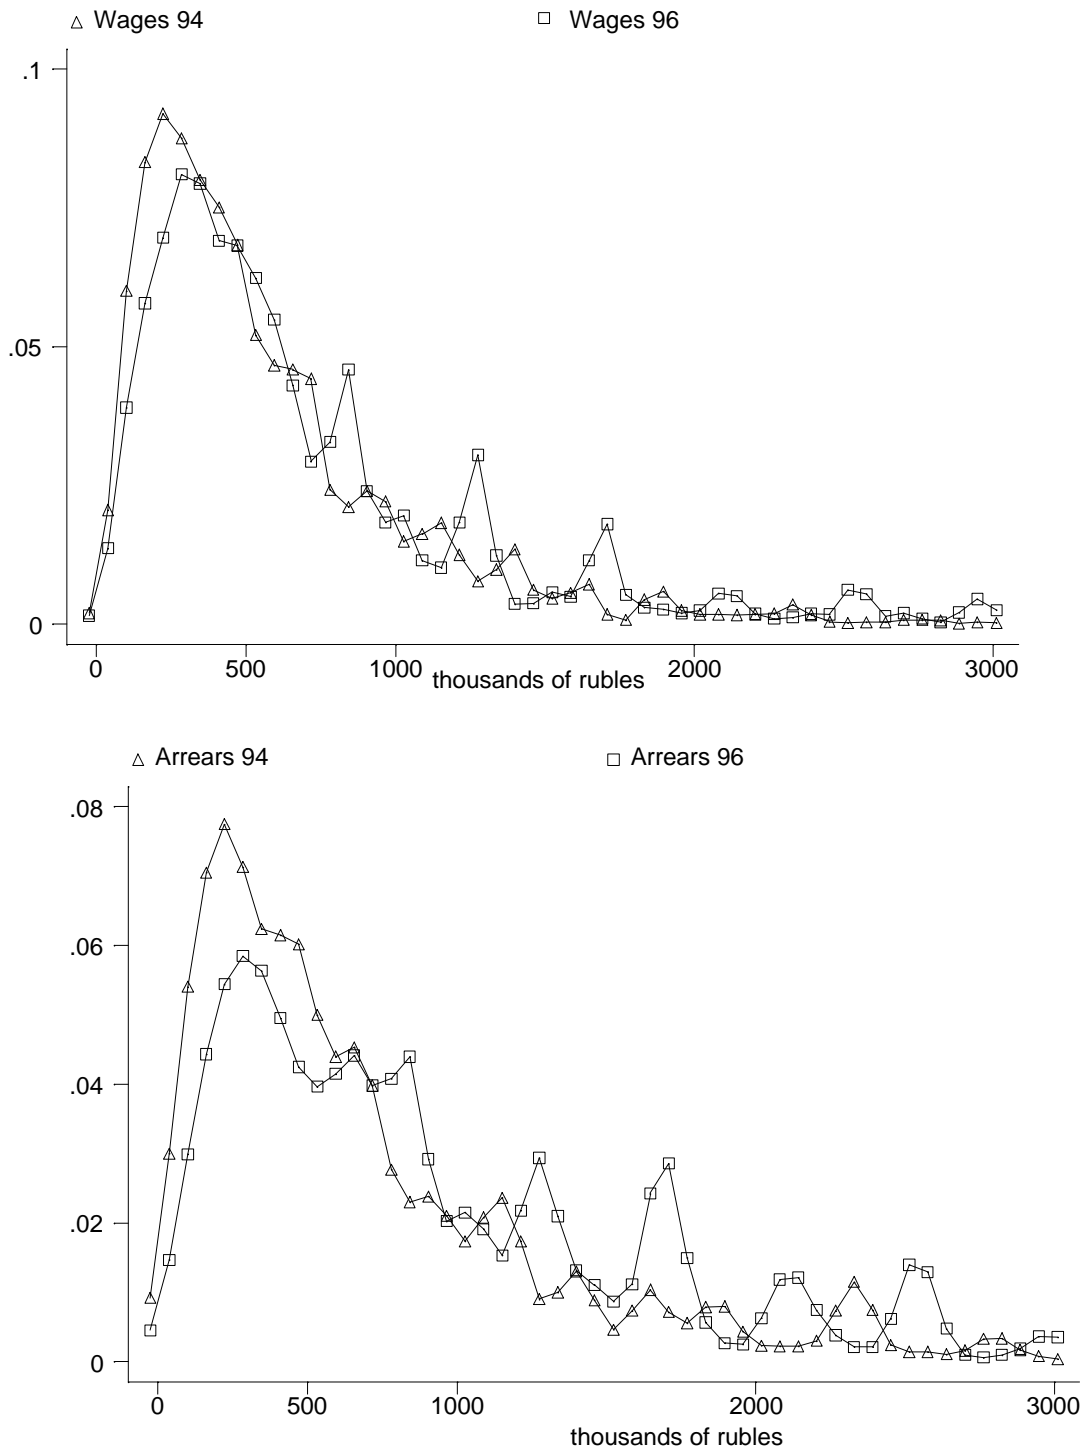 Wages 94 Wages 96
.1
.05
0
0 500 1000 2000 3000
thousands of rubles
Arrears 94 Arrears 96
.08
.06
.04
.02
0
0 500 1000 2000 3000
thousands of rubles